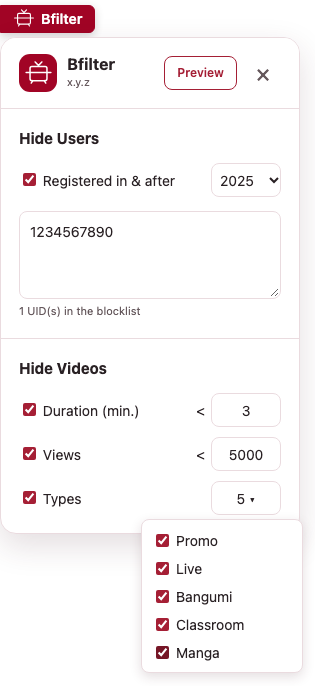 Bfilter
Bfilter
x.y.z
Preview
×
Hide Users
Registered in & after
2025
1234567890
1 UID(s) in the blocklist
Hide Videos
Duration (min.) < 3
Views < 5000
Types 5 ▾
Promo
Live
Bangumi
Classroom
Manga